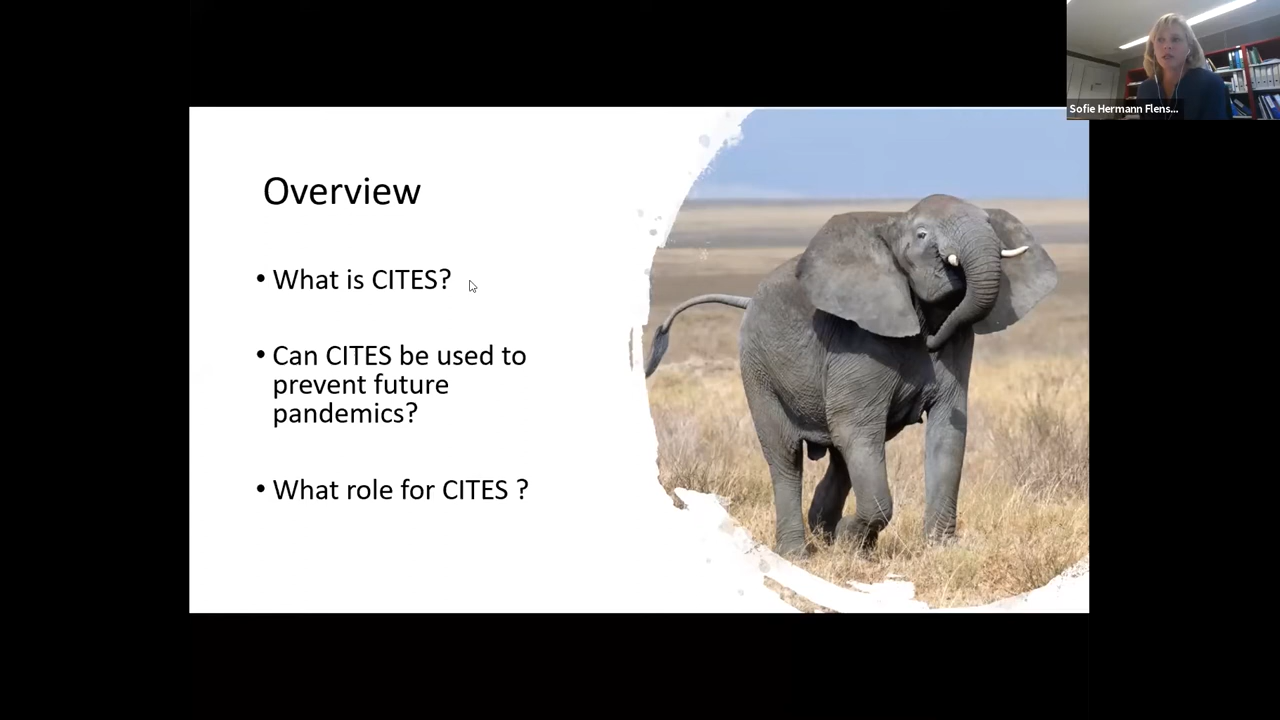 Sofie Hermann Flens...
Overview
• What is CITES?
• Can CITES be used to
prevent future
pandemics?
• What role for CITES ?